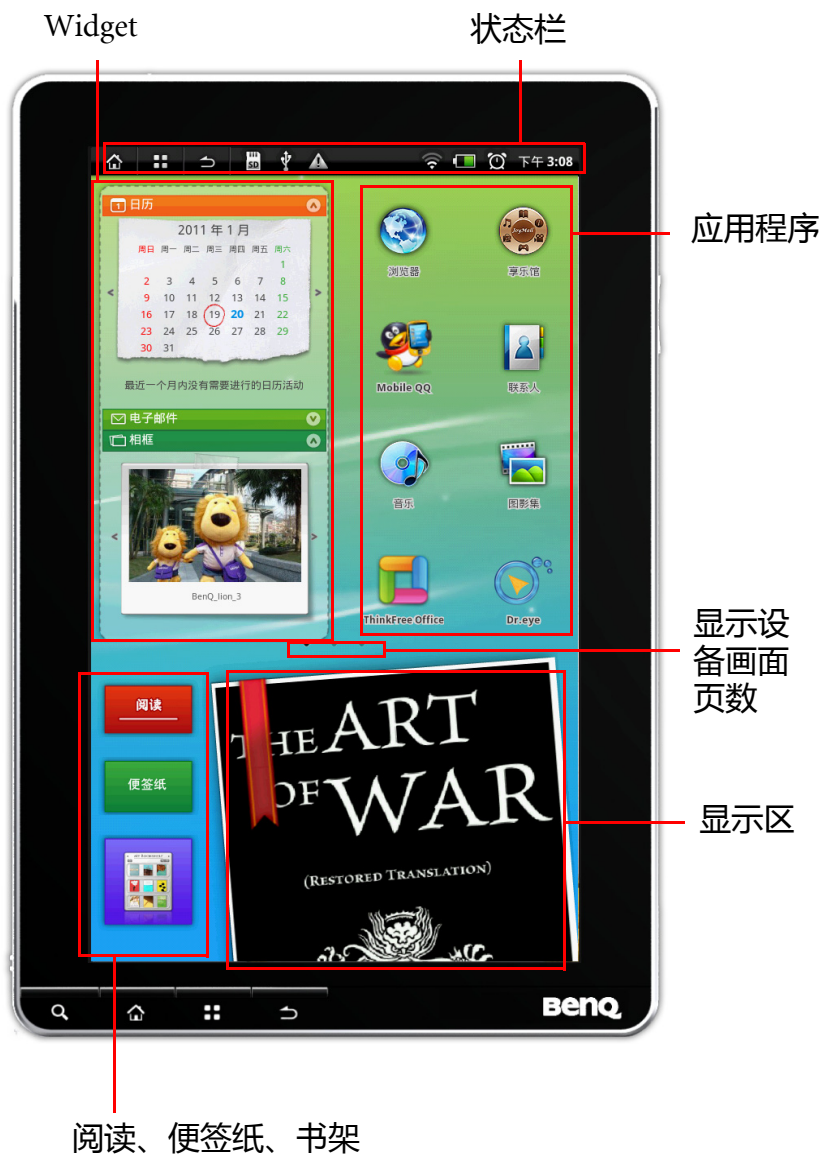 Widget
状态栏
SD
下午 3:08
1 日历
2011 年 1 月
周日 周一 周二 周三 周四 周五 周六
1
2 3 4 5 6 7 8
9 10 11 12 13 14 15
16 17 18 19 20 21 22
23 24 25 26 27 28 29
30 31
最近一个月内没有需要进行的日历活动
电子邮件
相框
BenQ_lion_3
浏览器
JoyMall
享乐馆
Mobile QQ
联系人
音乐
图影集
ThinkFree Office
Dr.eye
应用程序
显示设
备画面
页数
阅读
便签纸
THE ART
OF WAR
(RESTORED TRANSLATION)
显示区
BenQ
阅读、便签纸、书架